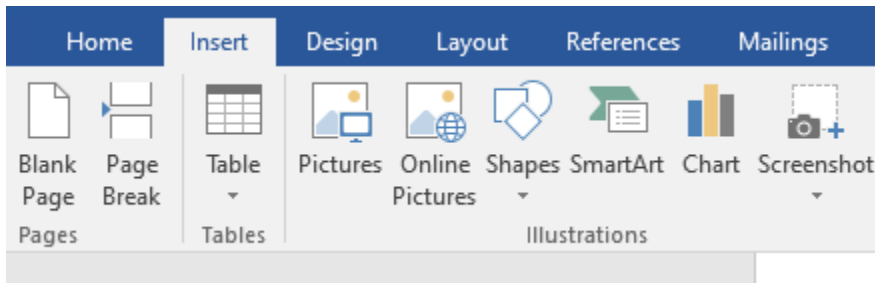 Home Insert Design Layout References Mailings
Blank Page Table Pictures Online Shapes SmartArt Chart Screenshot
Page Break Pictures
Pages Tables Illustrations